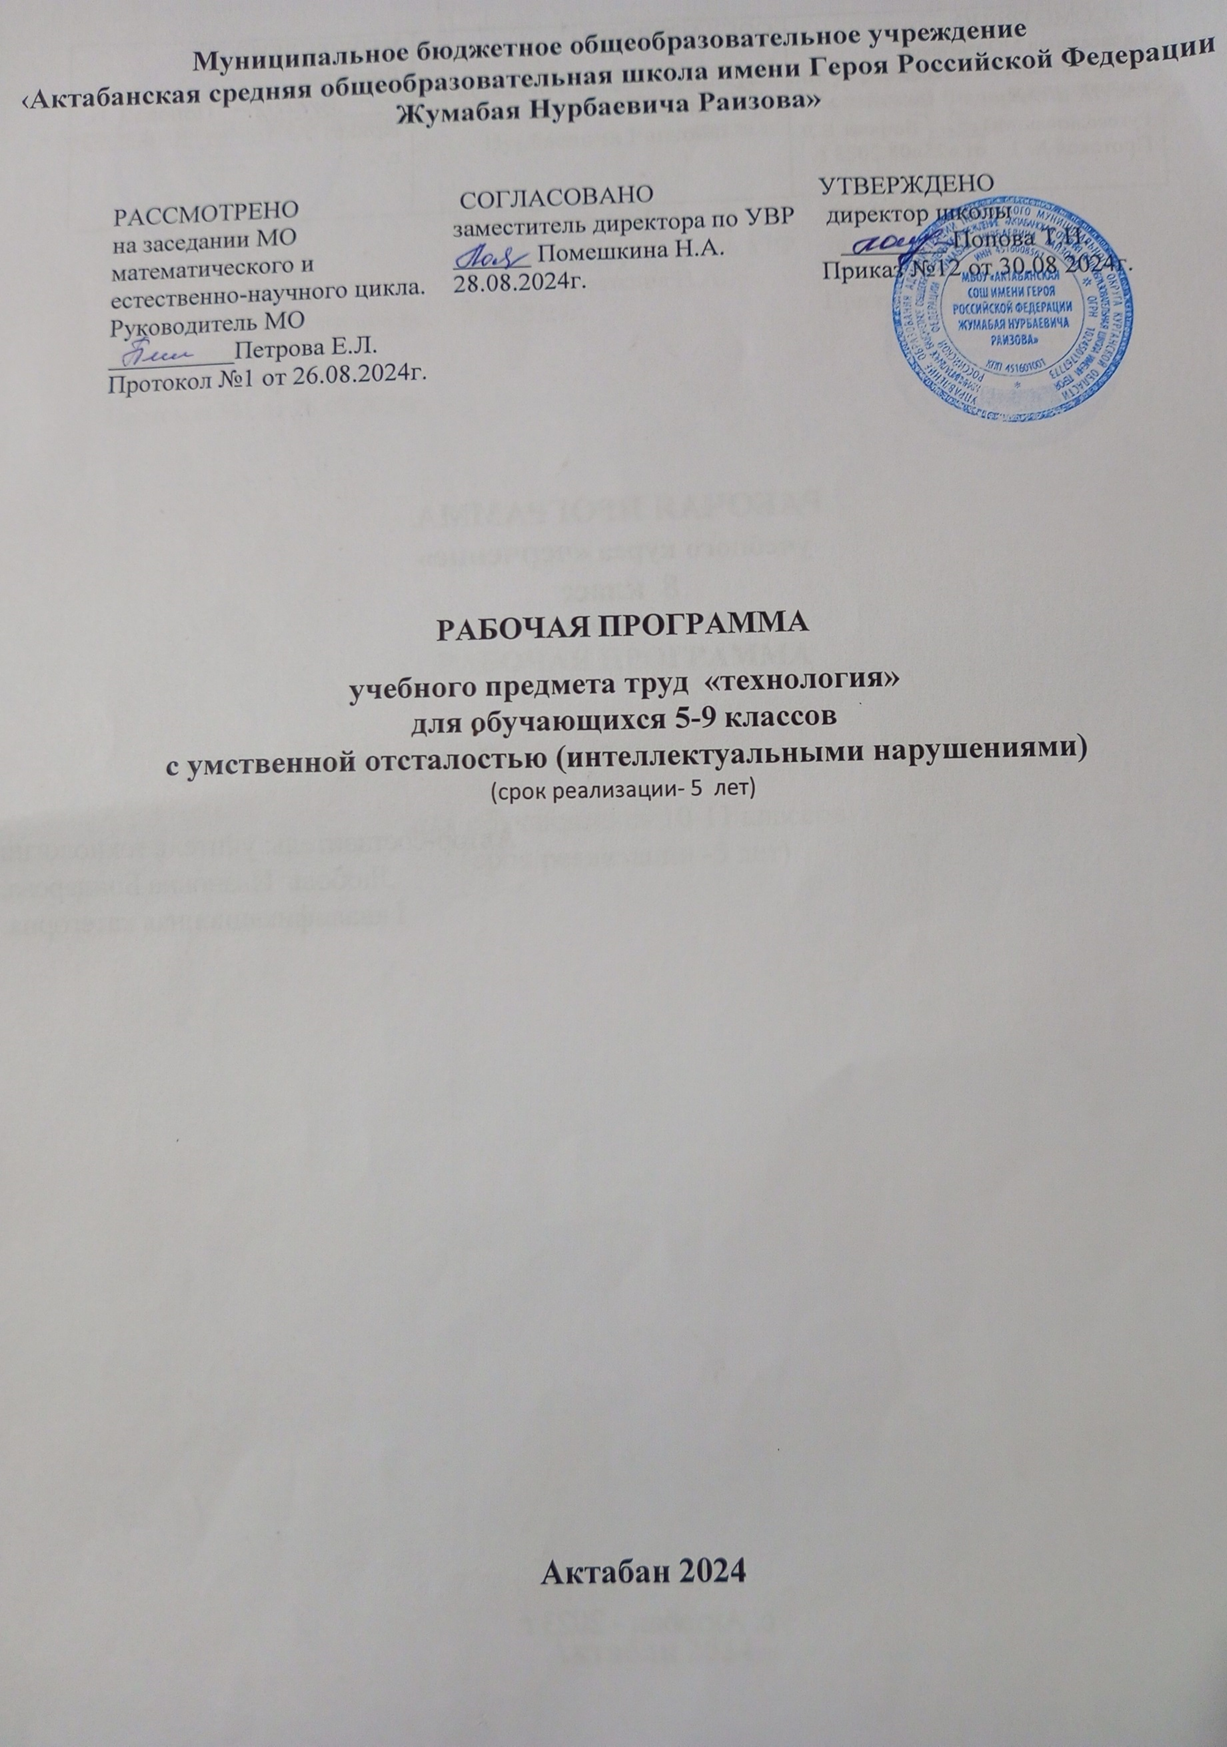 Муниципальное бюджетное общеобразовательное учреждение
«Актабанская средняя общеобразовательная школа имени Героя Российской Федерации
Жумабая Нурбаевича Раизова»
РАССМОТРЕНО
на заседании МО
математического и
естественно-научного цикла.
Руководитель МО
Петрова Е.Л.
Протокол №1 от 26.08.2024г.
СОГЛАСОВАНО
заместитель директора по УВР
Помешкина Н.А.
28.08.2024г.
УТВЕРЖДЕНО
директор школы
Попова Т.И.
Приказ №12 от 30.08 2024г.
МБОУ «АКТАБАНСКАЯ
СОШ ИМЕНИ ГЕРОЯ
РОССИЙСКОЙ ФЕДЕРАЦИИ
ЖУМАБАЯ НУРБАЕВИЧА
РАИЗОВА»
КПП 451601001
РАБОЧАЯ ПРОГРАММА
учебного предмета труд «технология»
для обучающихся 5-9 классов
с умственной отсталостью (интеллектуальными нарушениями)
(срок реализации- 5 лет)
Актабан 2024